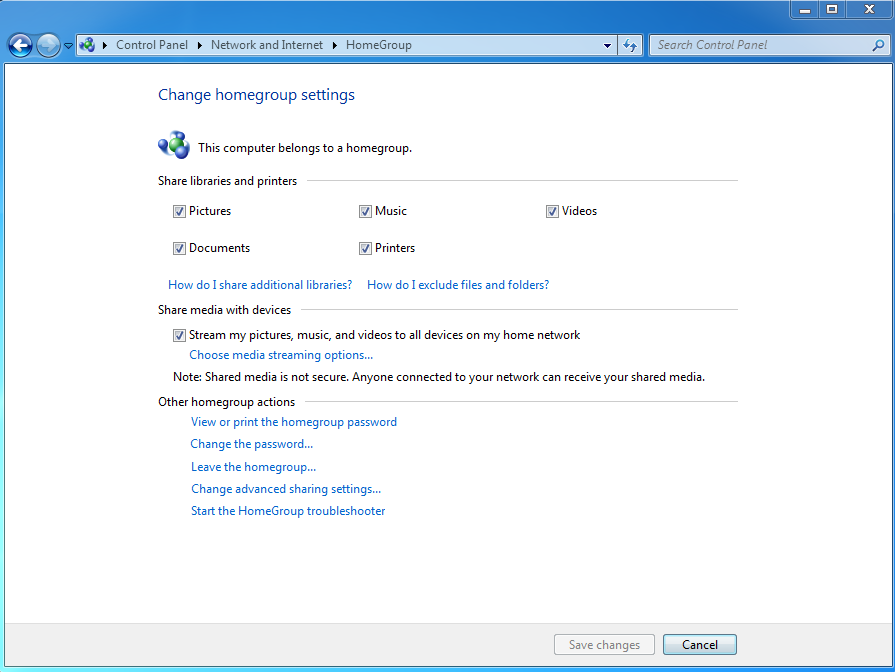 Control Panel Network and Internet HomeGroup Search Control Panel
Change homegroup settings
This computer belongs to a homegroup.
Share libraries and printers
Pictures Music Videos
Documents Printers
How do I share additional libraries? How do I exclude files and folders?
Share media with devices
Stream my pictures, music, and videos to all devices on my home network
Choose media streaming options...
Note: Shared media is not secure. Anyone connected to your network can receive your shared media.
Other homegroup actions
View or print the homegroup password
Change the password...
Leave the homegroup...
Change advanced sharing settings...
Start the HomeGroup troubleshooter
Save changes Cancel